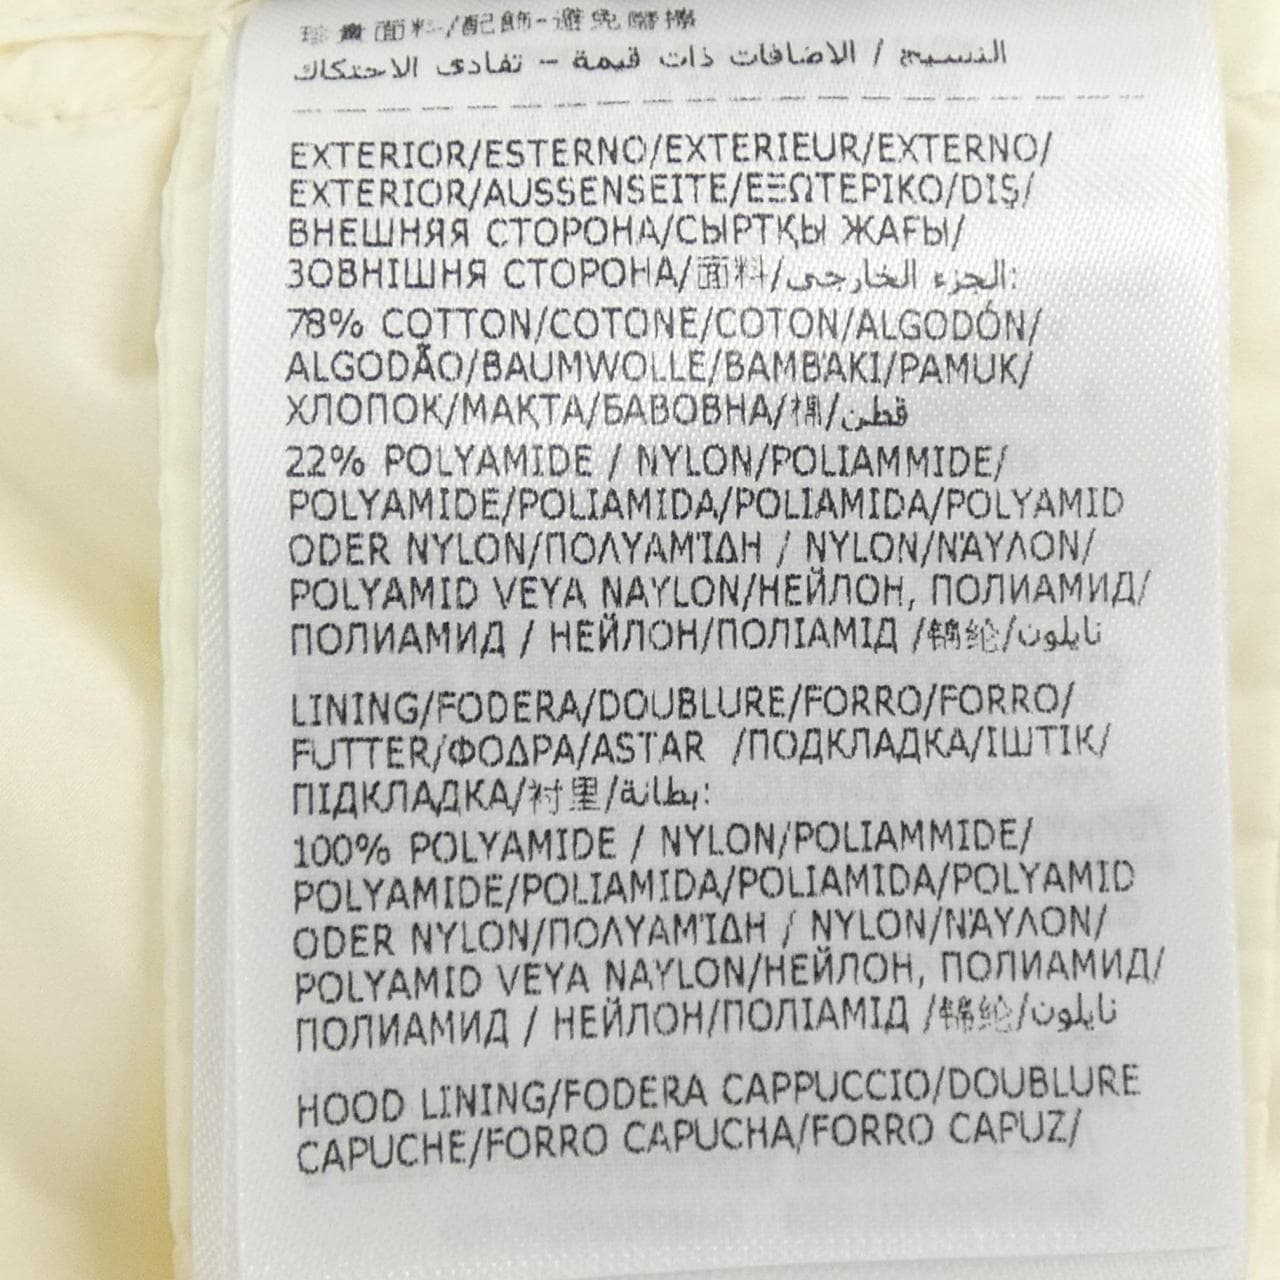 珍貴面料/配飾-避免磨擦
النسيج / الاضافات ذات قيمة – تفادى الاحتكاك
EXTERIOR/ESTERNO/EXTERIEUR/EXTERNO/
EXTERIOR/AUSSENSEITE/ΕΞΩΤΕΡΙΚΟ/DIŞ/
ВНЕШНЯЯ СТОРОНА/СЫРТҚЫ ЖАҒЫ/
ЗОВНІШНЯ СТОРОНА/面料/الجزء الخارجى:
78% COTTON/COTONE/COTON/ALGODÓN/
ALGODÃO/BAUMWOLLE/ΒΑΜΒΆΚΙ/PAMUK/
ХЛОПОК/МАҚТА/БАВОВНА/棉/قطن
22% POLYAMIDE / NYLON/POLIAMMIDE/
POLYAMIDE/POLIAMIDA/POLIAMIDA/POLYAMID
ODER NYLON/ΠΟΛΥΑΜΊΔΗ / NYLON/ΝΆΥΛΟΝ/
POLYAMID VEYA NAYLON/НЕЙЛОН, ПОЛИАМИД/
ПОЛИАМИД / НЕЙЛОН/ПОЛІАМІД /锦纶/نايلون
LINING/FODERA/DOUBLURE/FORRO/FORRO/
FUTTER/ΦΟΔΡΑ/ASTAR /ПОДКЛАДКА/ІШТІК/
ПІДКЛАДКА/衬里/بطانة:
100% POLYAMIDE / NYLON/POLIAMMIDE/
POLYAMIDE/POLIAMIDA/POLIAMIDA/POLYAMID
ODER NYLON/ΠΟΛΥΑΜΊΔΗ / NYLON/ΝΆΥΛΟΝ/
POLYAMID VEYA NAYLON/НЕЙЛОН, ПОЛИАМИД/
ПОЛИАМИД / НЕЙЛОН/ПОЛІАМІД /锦纶/نايلون
HOOD LINING/FODERA CAPPUCCIO/DOUBLURE
CAPUCHE/FORRO CAPUCHA/FORRO CAPUZ/